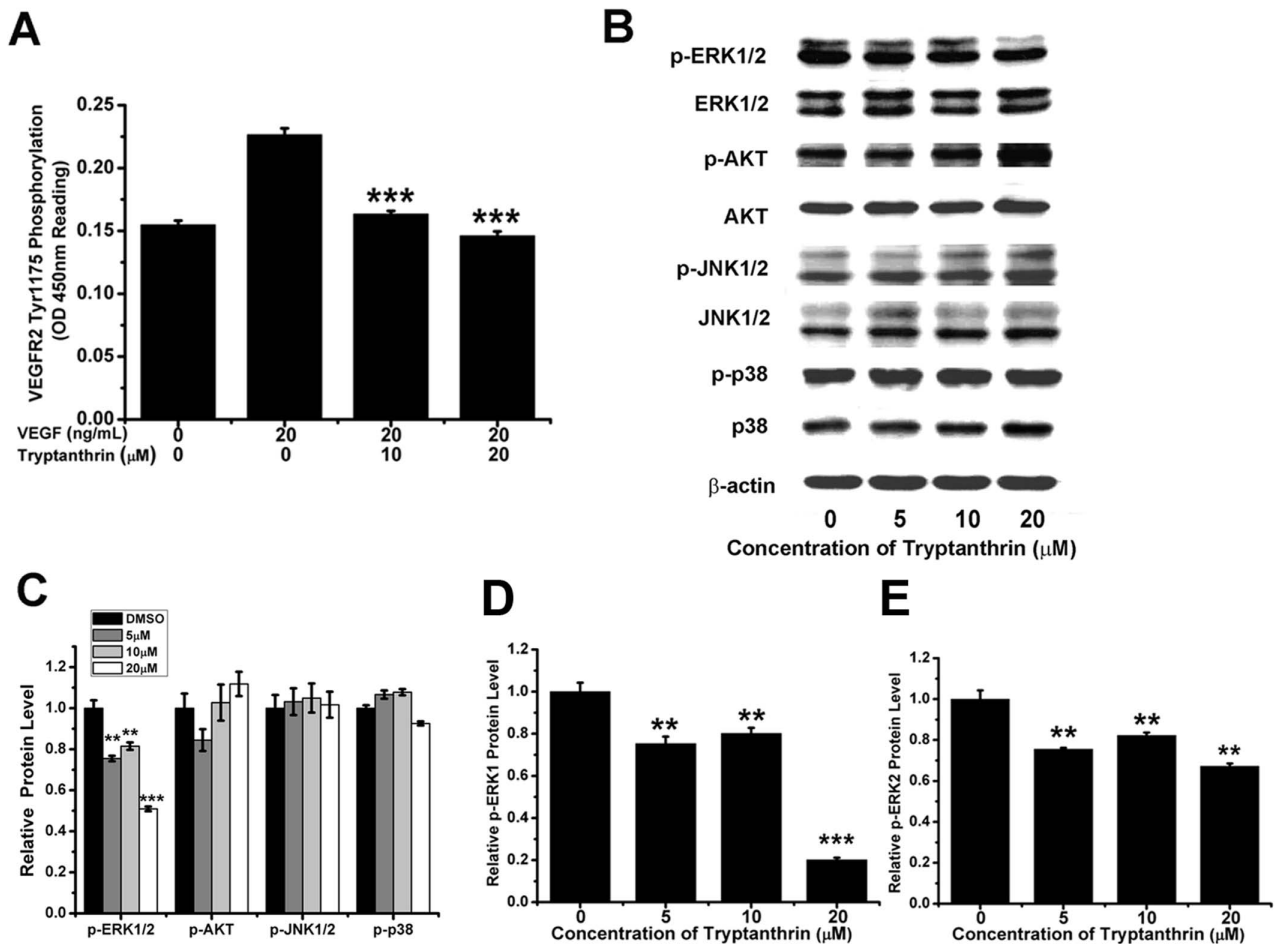 A
VEGFR2 Tyr1175 Phosphorylation
(OD 450nm Reading)
0.25
0.20
0.15
0.10
0.05
0.00
***
***
VEGF (ng/mL) 0 20 20 20
Tryptanthrin (μM) 0 0 10 20
B
p-ERK1/2
ERK1/2
p-AKT
AKT
p-JNK1/2
JNK1/2
p-p38
p38
β-actin
0 5 10 20
Concentration of Tryptanthrin (μM)
C
DMSO
5μM
10μM
20μM
Relative Protein Level
1.2
1.0
0.8
0.6
0.4
0.2
0.0
** **
***
p-ERK1/2 p-AKT p-JNK1/2 p-p38
D
Relative p-ERK1 Protein Level
1.2
1.0
0.8
0.6
0.4
0.2
0.0
** **
***
0 5 10 20
Concentration of Tryptanthrin (μM)
E
Relative p-ERK2 Protein Level
1.2
1.0
0.8
0.6
0.4
0.2
0.0
** ** **
0 5 10 20
Concentration of Tryptanthrin (μM)